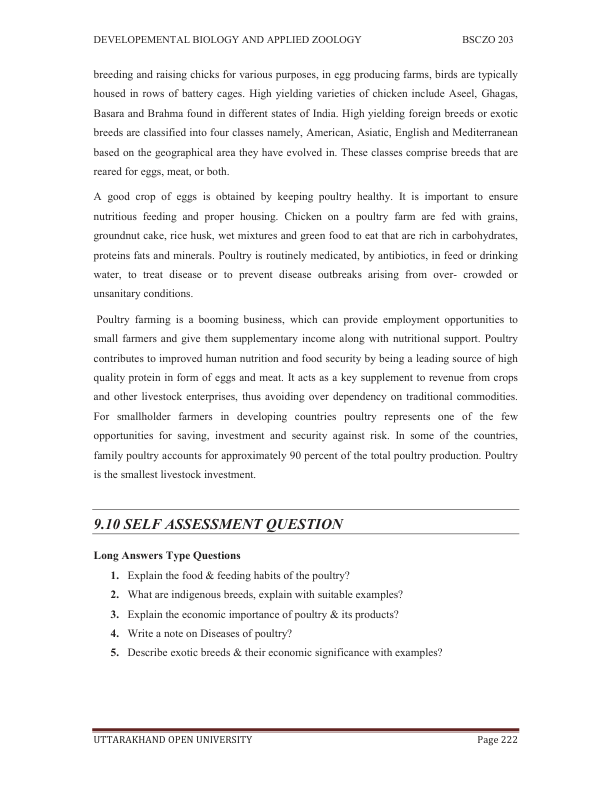 DEVELOPEMENTAL BIOLOGY AND APPLIED ZOOLOGY BSCZO 203
breeding and raising chicks for various purposes, in egg producing farms, birds are typically
housed in rows of battery cages. High yielding varieties of chicken include Aseel, Ghagas,
Basara and Brahma found in different states of India. High yielding foreign breeds or exotic
breeds are classified into four classes namely, American, Asiatic, English and Mediterranean
based on the geographical area they have evolved in. These classes comprise breeds that are
reared for eggs, meat, or both.
A good crop of eggs is obtained by keeping poultry healthy. It is important to ensure
nutritious feeding and proper housing. Chicken on a poultry farm are fed with grains,
groundnut cake, rice husk, wet mixtures and green food to eat that are rich in carbohydrates,
proteins fats and minerals. Poultry is routinely medicated, by antibiotics, in feed or drinking
water, to treat disease or to prevent disease outbreaks arising from over- crowded or
unsanitary conditions.
Poultry farming is a booming business, which can provide employment opportunities to
small farmers and give them supplementary income along with nutritional support. Poultry
contributes to improved human nutrition and food security by being a leading source of high
quality protein in form of eggs and meat. It acts as a key supplement to revenue from crops
and other livestock enterprises, thus avoiding over dependency on traditional commodities.
For smallholder farmers in developing countries poultry represents one of the few
opportunities for saving, investment and security against risk. In some of the countries,
family poultry accounts for approximately 90 percent of the total poultry production. Poultry
is the smallest livestock investment.
9.10 SELF ASSESSMENT QUESTION
Long Answers Type Questions
1. Explain the food & feeding habits of the poultry?
2. What are indigenous breeds, explain with suitable examples?
3. Explain the economic importance of poultry & its products?
4. Write a note on Diseases of poultry?
5. Describe exotic breeds & their economic significance with examples?
UTTARAKHAND OPEN UNIVERSITY Page 222